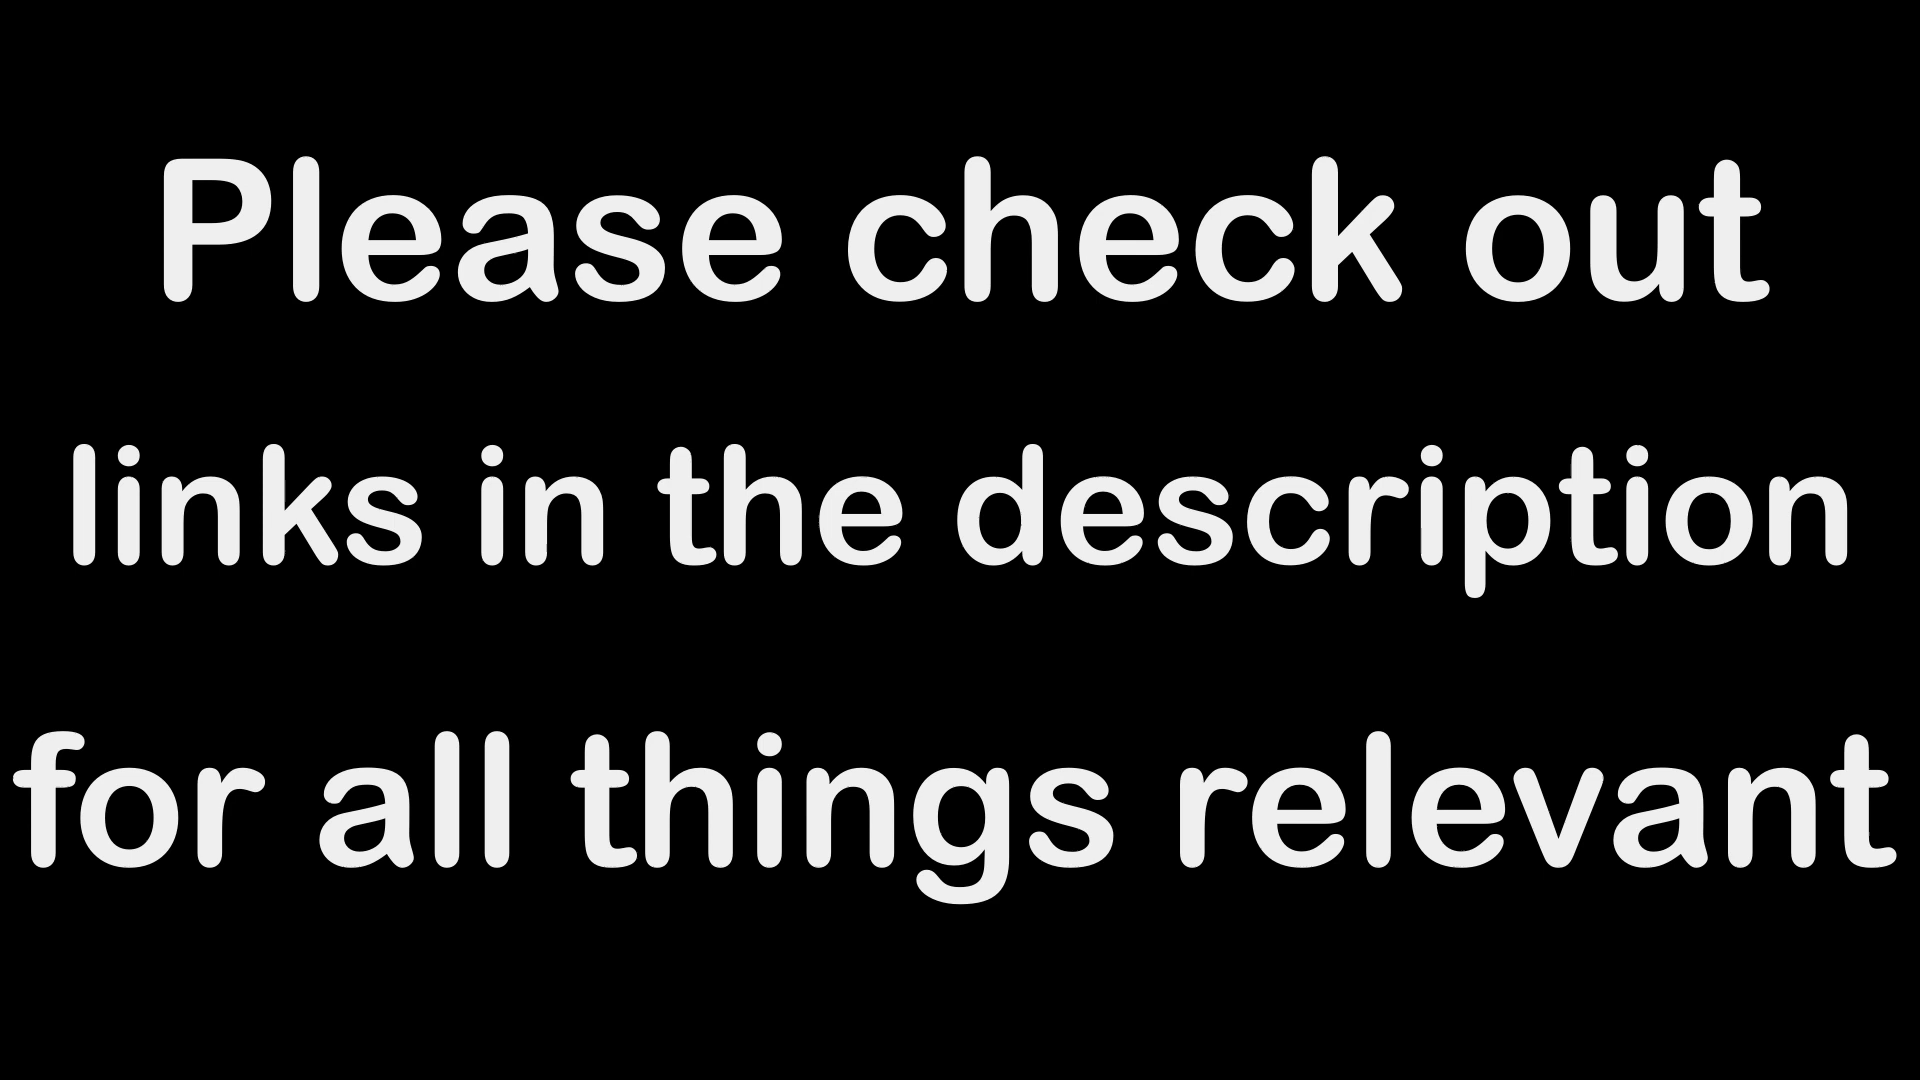 Please check out
links in the description
for all things relevant